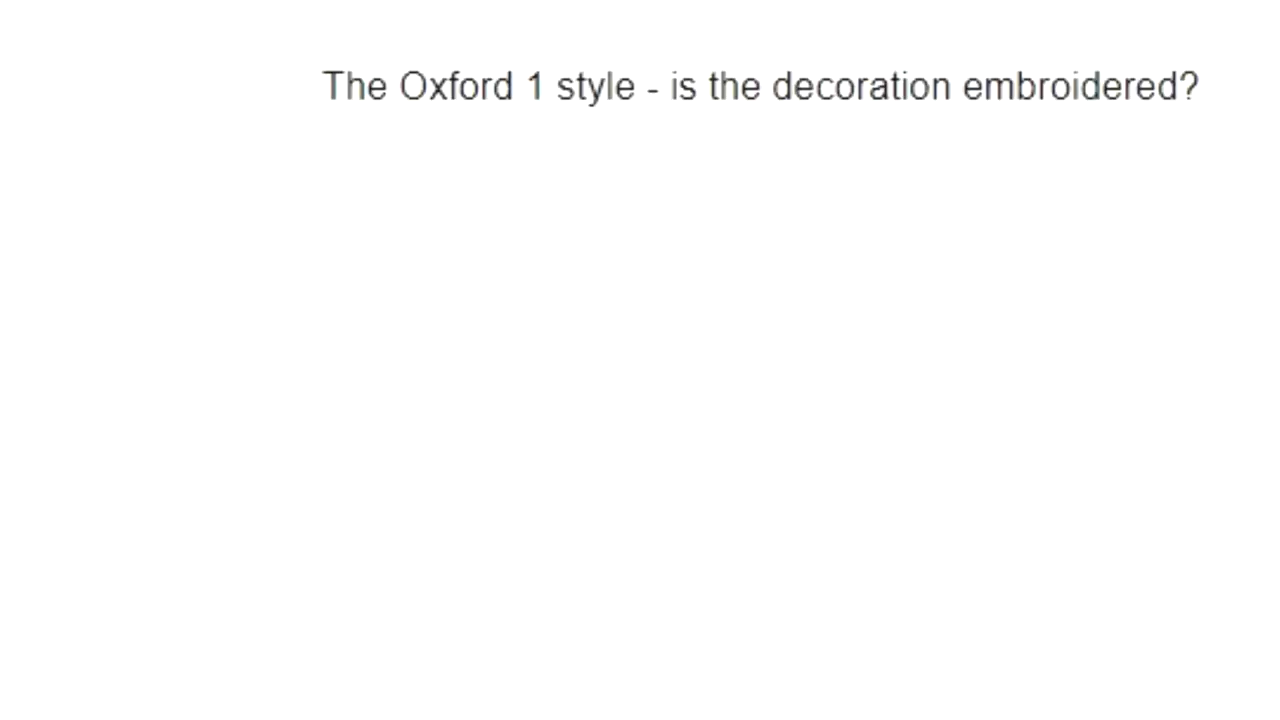 The Oxford 1 style - is the decoration embroidered?